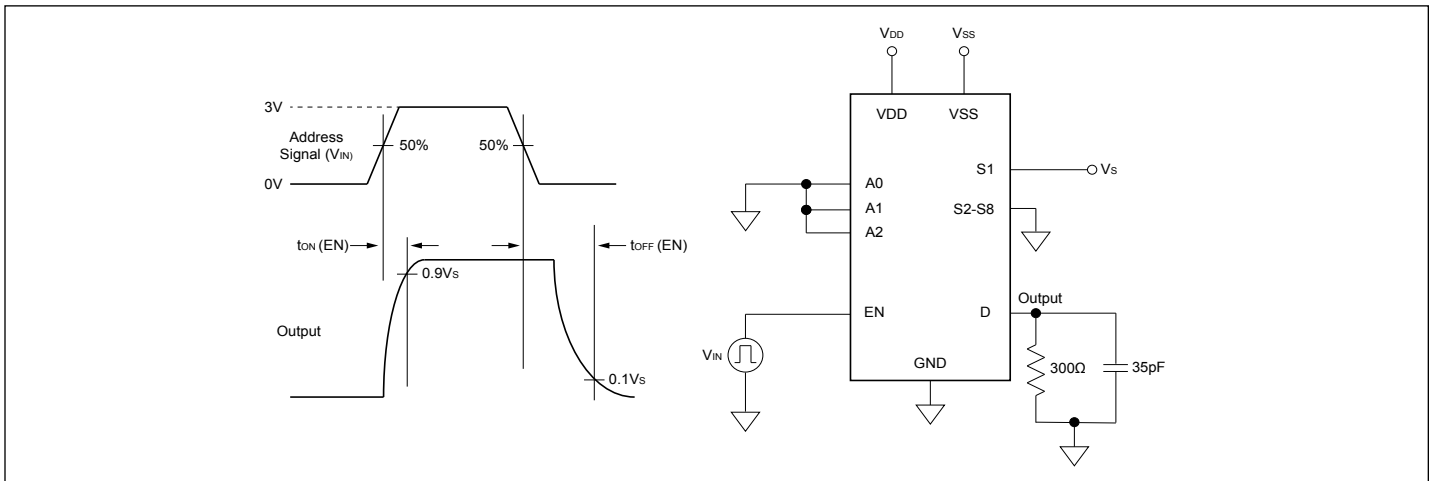 3V
Address
Signal (VIN)
0V
50%
50%
tON (EN)
tOFF (EN)
0.9VS
Output
0.1VS
VDD
VSS
VDD
VSS
A0
A1
A2
S1
VS
S2-S8
EN
D
Output
VIN
GND
300Ω
35pF